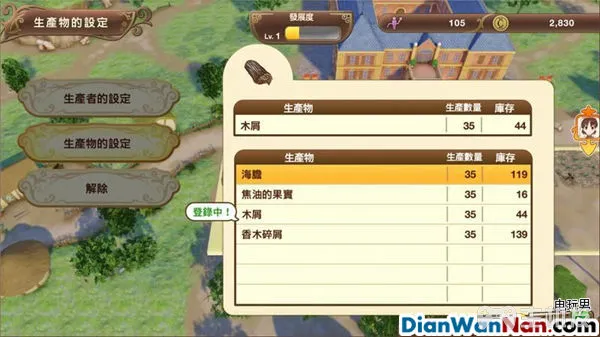 生產物的設定
發展度
Lv. 1
105
2,830
生產者的設定
生產物的設定
解除
生產物 生產數量 庫存
木屑 35 44
生產物 生產數量 庫存
海膽 35 119
焦油的果實 35 16
登錄中!
木屑 35 44
香木碎屑 35 139
电玩男
DianWanNan.com